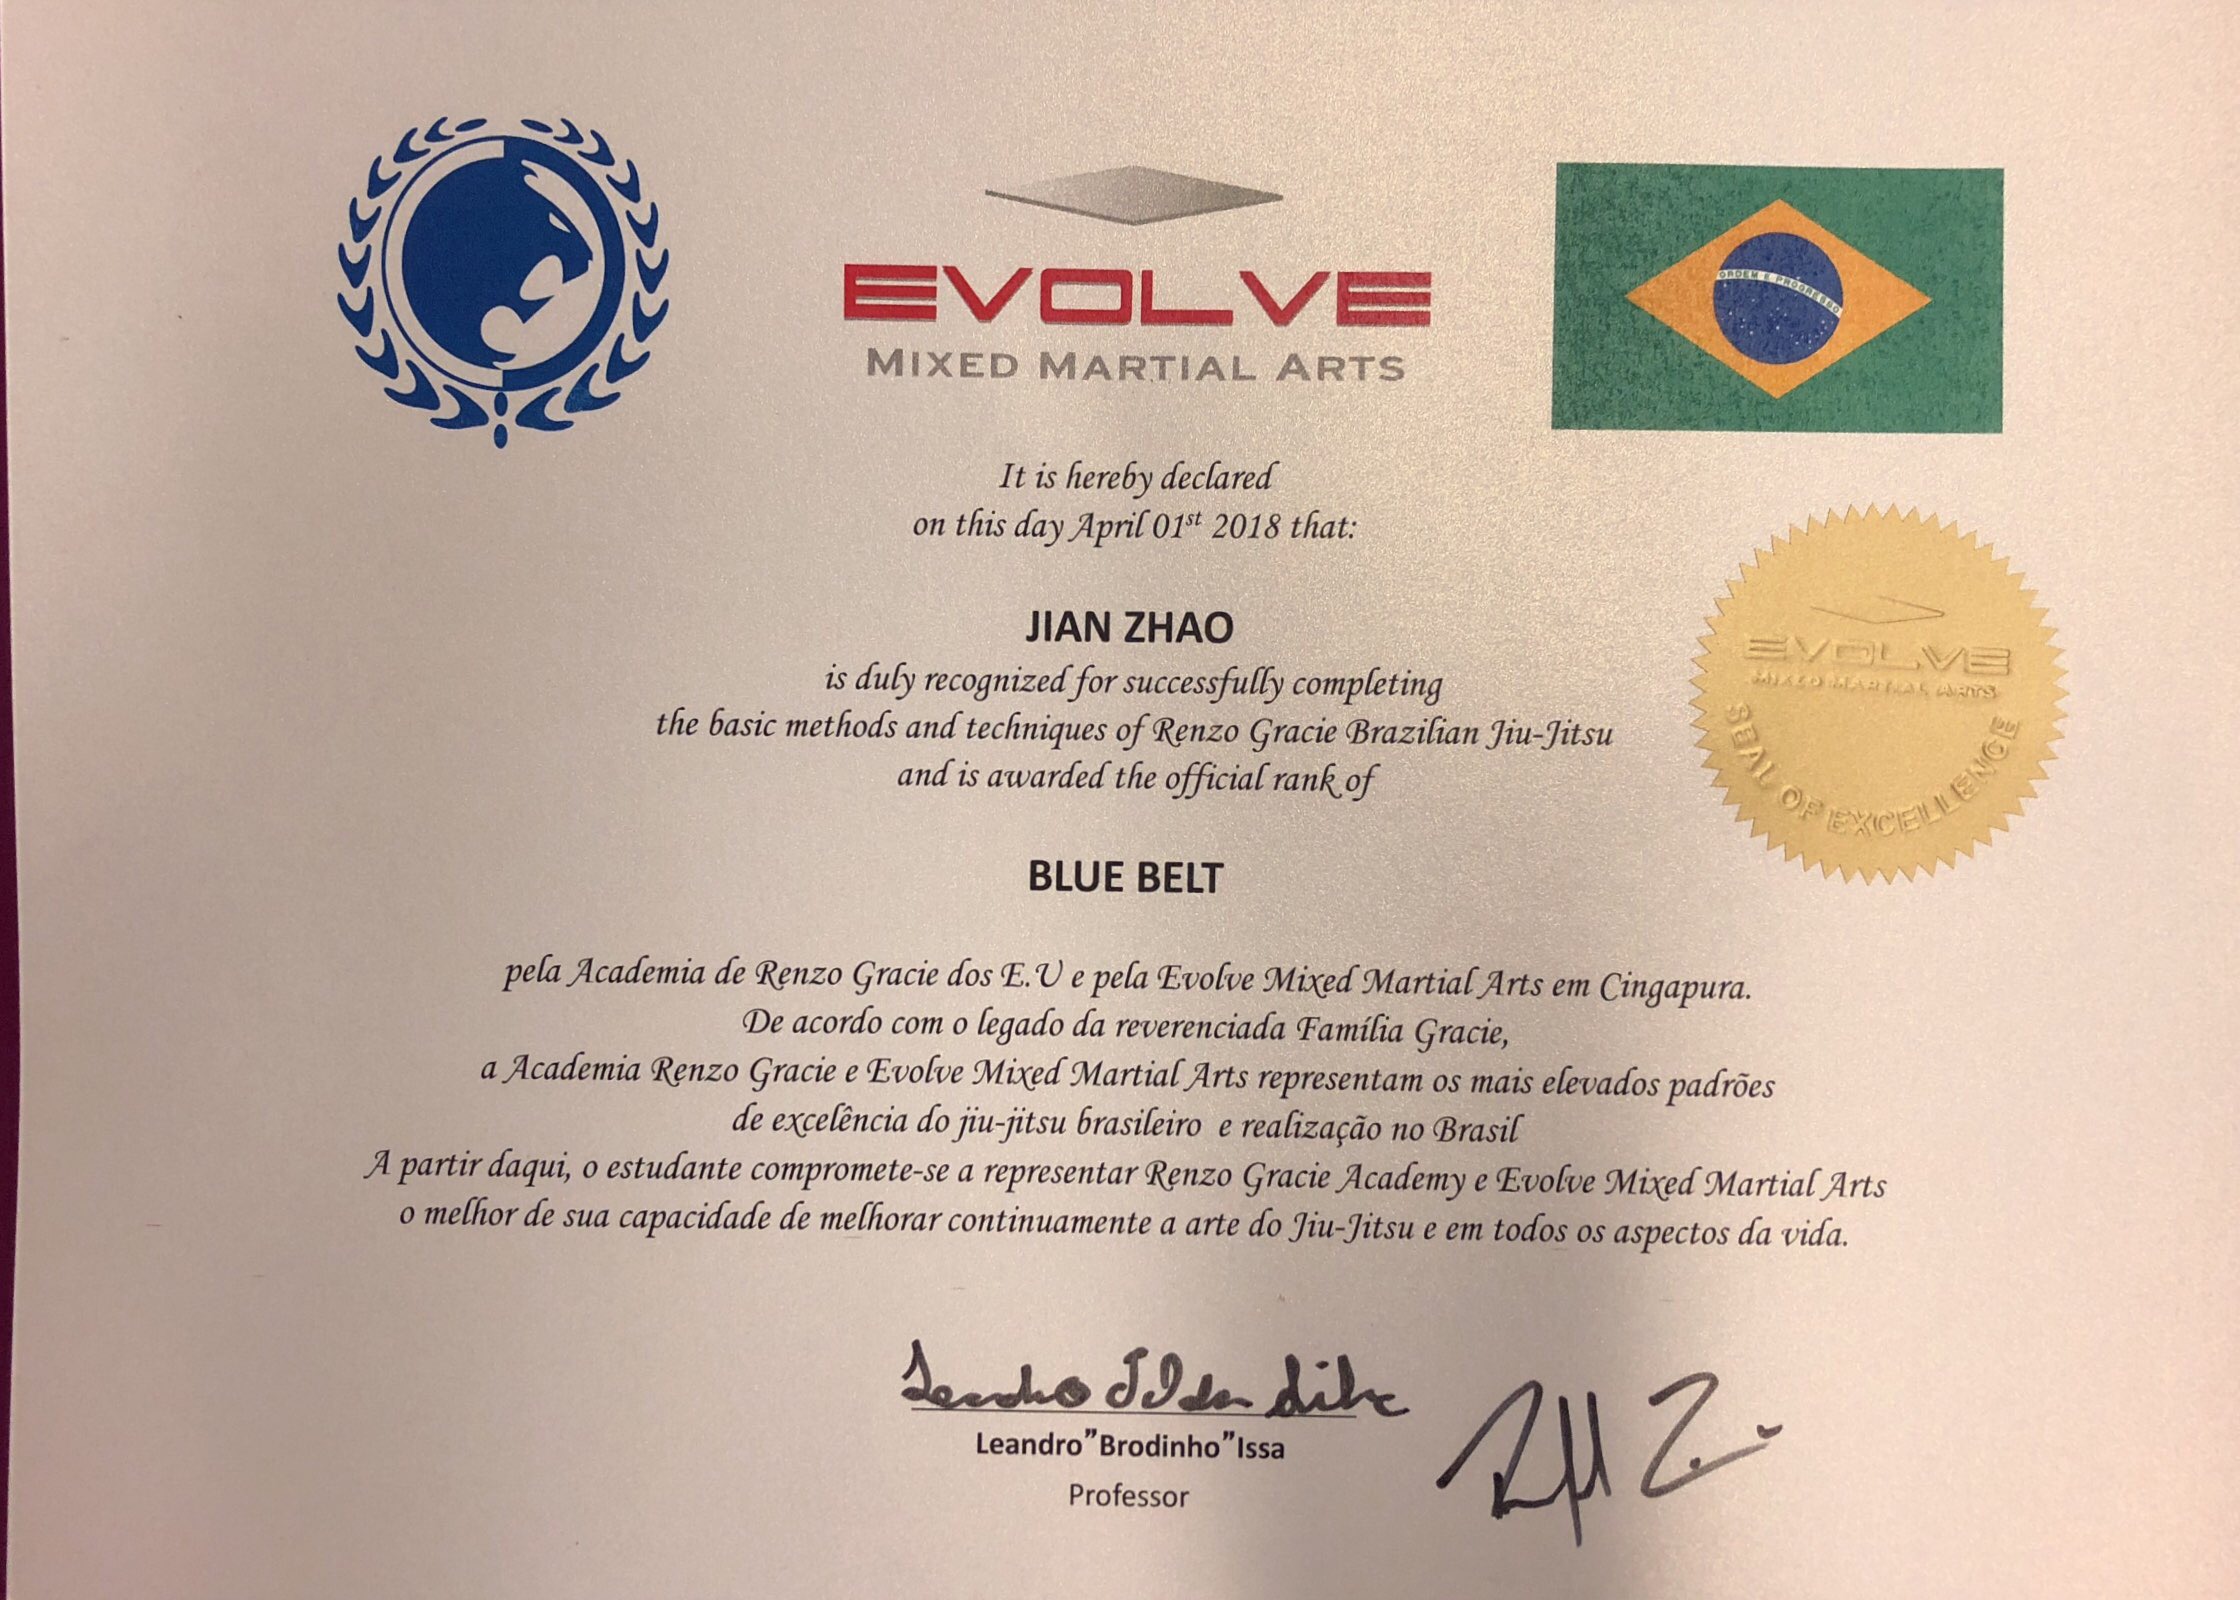 EVOLVE
MIXED MARTIAL ARTS
ORDEM E PROGRESSO
It is hereby declared
on this day April 01st 2018 that:
JIAN ZHAO
is duly recognized for successfully completing
the basic methods and techniques of Renzo Gracie Brazilian Jiu-Jitsu
and is awarded the official rank of
EVOLVE
MIXED MARTIAL ARTS
SEAL OF EXCELLENCE
BLUE BELT
pela Academia de Renzo Gracie dos E.U e pela Evolve Mixed Martial Arts em Cingapura.
De acordo com o legado da reverenciada Família Gracie,
a Academia Renzo Gracie e Evolve Mixed Martial Arts representam os mais elevados padrões
de excelência do jiu-jitsu brasileiro e realização no Brasil
A partir daqui, o estudante compromete-se a representar Renzo Gracie Academy e Evolve Mixed Martial Arts
o melhor de sua capacidade de melhorar continuamente a arte do Jiu-Jitsu e em todos os aspectos da vida.
Leandro"Brodinho"Issa
Professor